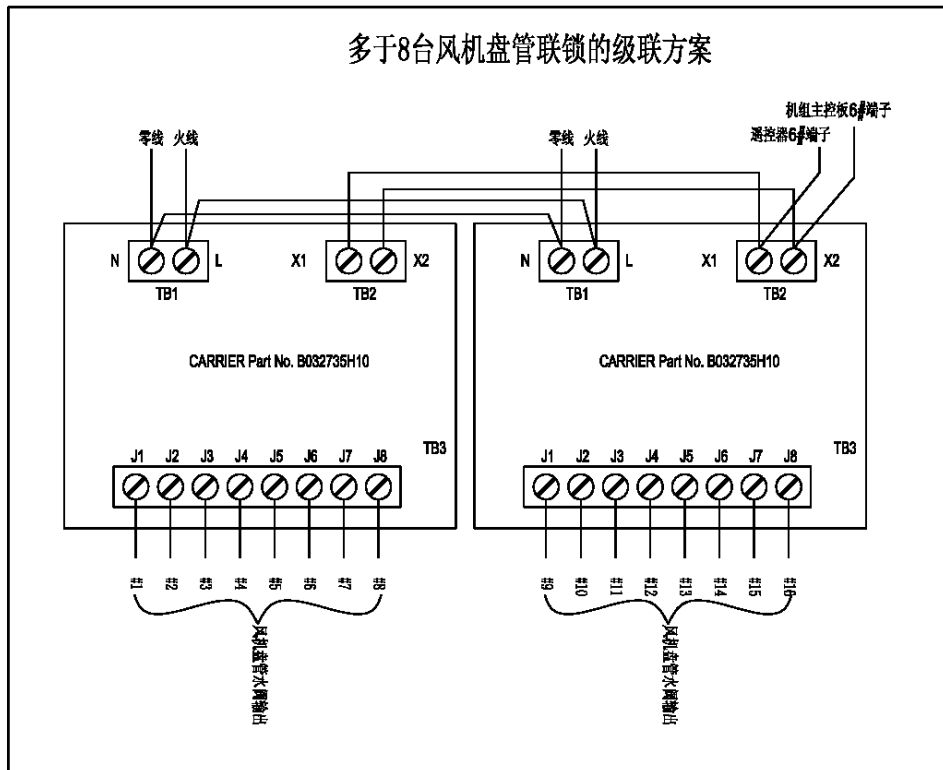 多于8台风机盘管联锁的级联方案
机组主控板6#端子
遥控器6#端子
零线 火线 零线 火线
N L X1 X2 N L X1 X2
TB1 TB2 TB1 TB2
CARRIER Part No. B032735H10 CARRIER Part No. B032735H10
TB3 TB3
J1 J2 J3 J4 J5 J6 J7 J8 J1 J2 J3 J4 J5 J6 J7 J8
#1 #2 #3 #4 #5 #6 #7 #8 #9 #10 #11 #12 #13 #14 #15 #16
风机盘管水阀输出 风机盘管水阀输出